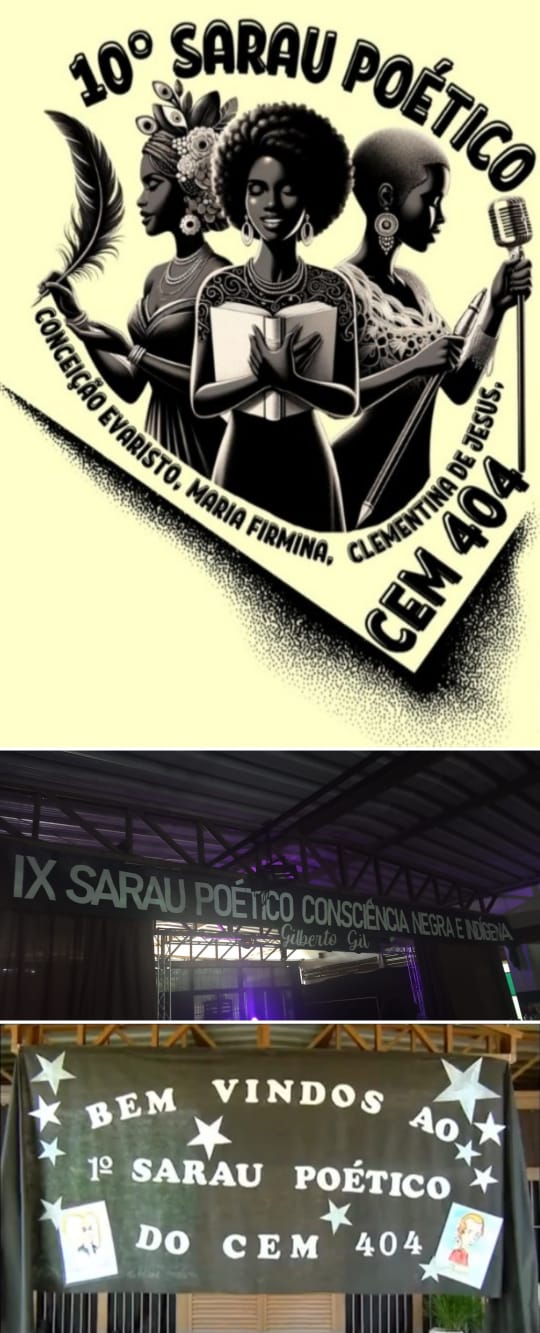 10º SARAU POÉTICO
CONCEIÇÃO EVARISTO, MARIA FIRMINA, CLEMENTINA DE JESUS,
CEM 404
IX SARAU POÉTICO CONSCIÊNCIA NEGRA E INDÍGENA
Gilberto Gil
BEM VINDOS AO
1º SARAU POÉTICO
DO CEM 404